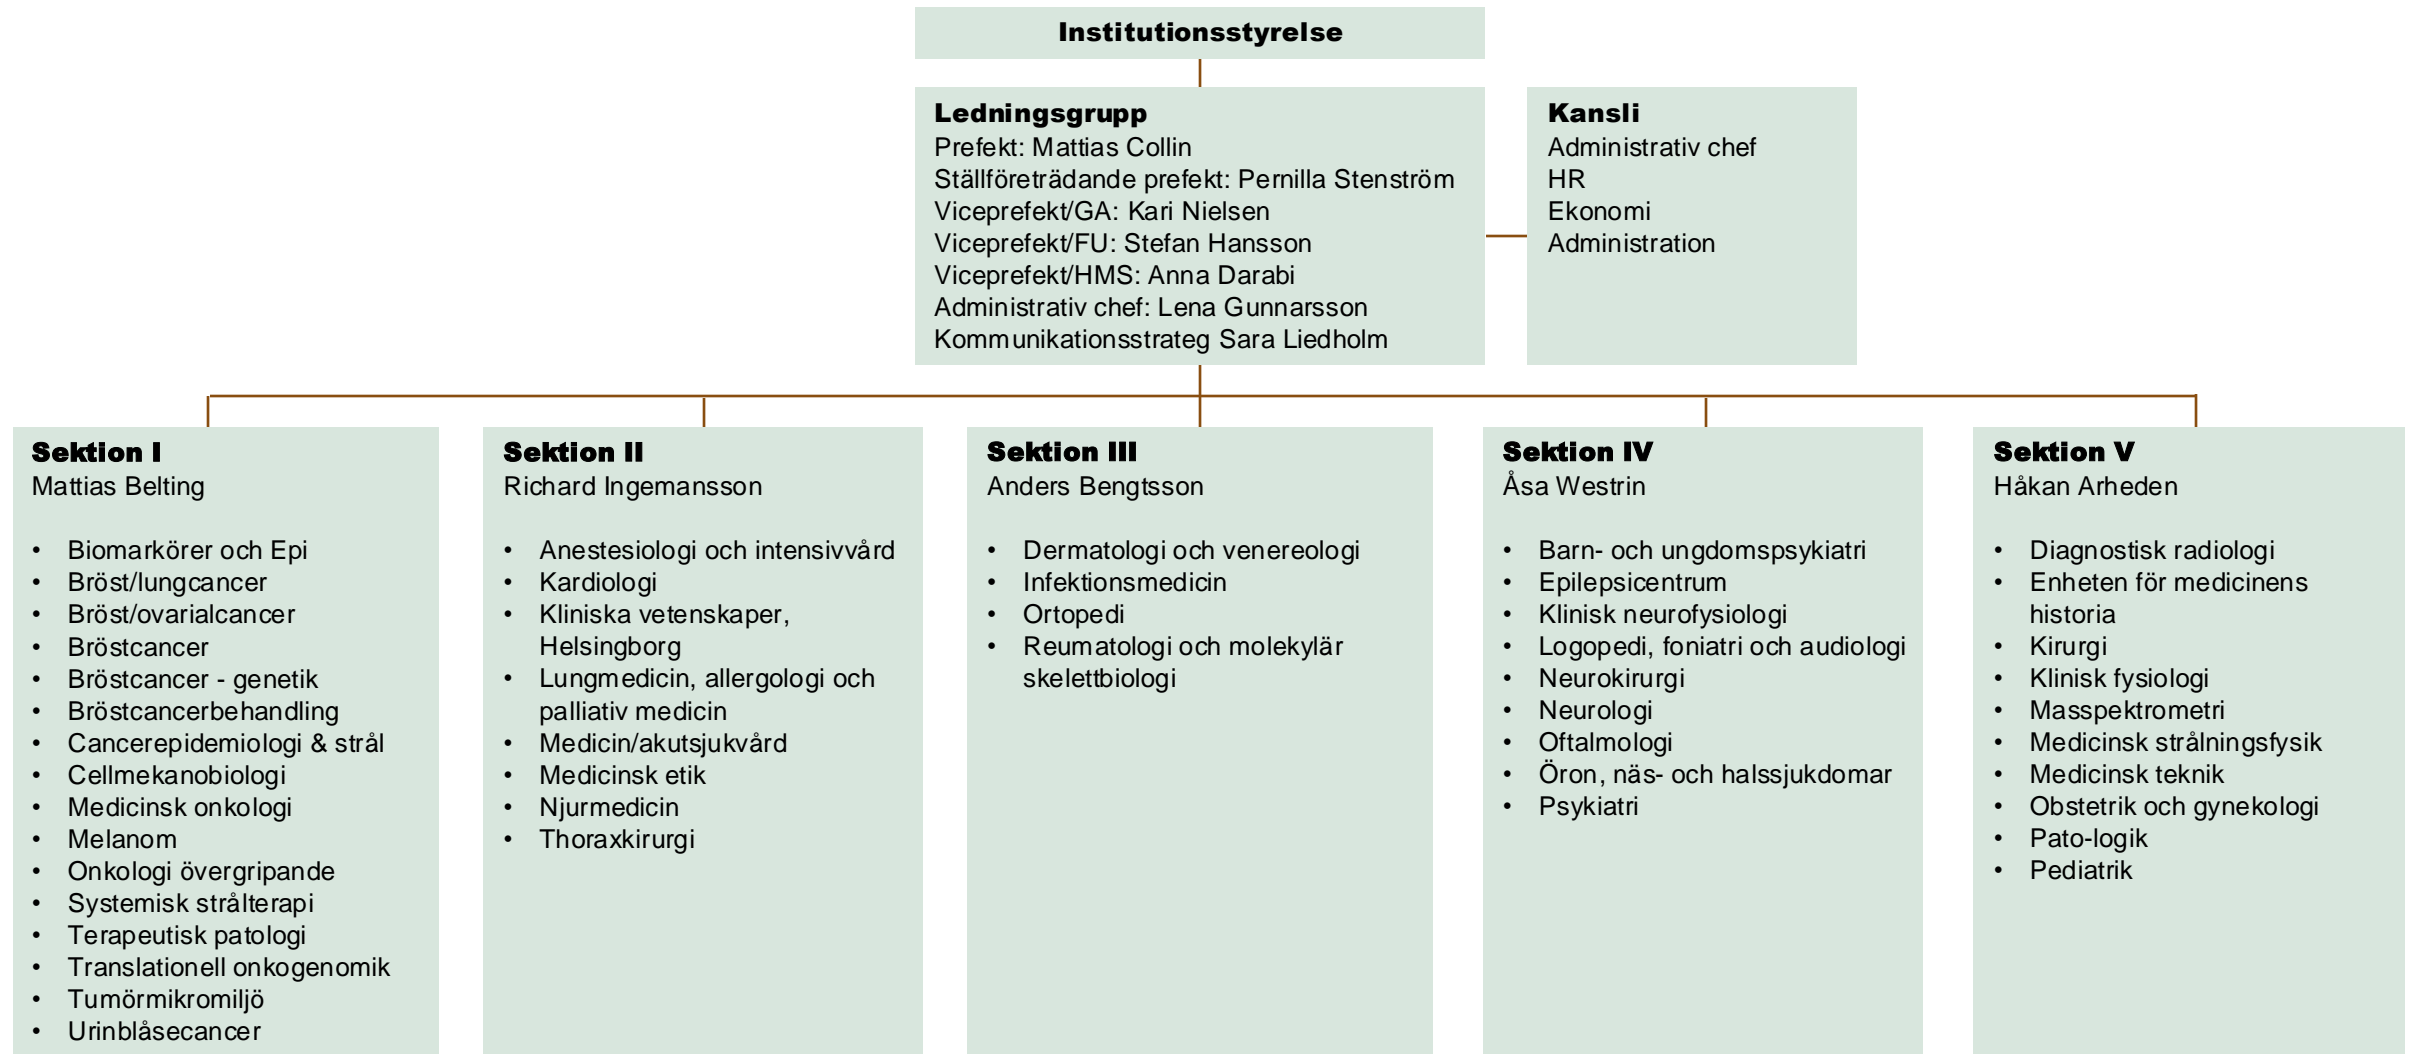 Institutionsstyrelse
Ledningsgrupp
Prefekt: Mattias Collin
Ställföreträdande prefekt: Pernilla Stenström
Viceprefekt/GA: Kari Nielsen
Viceprefekt/FU: Stefan Hansson
Viceprefekt/HMS: Anna Darabi
Administrativ chef: Lena Gunnarsson
Kommunikationsstrateg Sara Liedholm
Kansli
Administrativ chef
HR
Ekonomi
Administration
Sektion I
Mattias Belting
• Biomarkörer och Epi
• Bröst/lungcancer
• Bröst/ovarialcancer
• Bröstcancer
• Bröstcancer - genetik
• Bröstcancerbehandling
• Cancerepidemiologi & strål
• Cellmekanobiologi
• Medicinsk onkologi
• Melanom
• Onkologi övergripande
• Systemisk strålterapi
• Terapeutisk patologi
• Translationell onkogenomik
• Tumörmikromiljö
• Urinblåsecancer
Sektion II
Richard Ingemansson
• Anestesiologi och intensivvård
• Kardiologi
• Kliniska vetenskaper,
Helsingborg
• Lungmedicin, allergologi och
palliativ medicin
• Medicin/akutsjukvård
• Medicinsk etik
• Njurmedicin
• Thoraxkirurgi
Sektion III
Anders Bengtsson
• Dermatologi och venereologi
• Infektionsmedicin
• Ortopedi
• Reumatologi och molekylär
skelettbiologi
Sektion IV
Åsa Westrin
• Barn- och ungdomspsykiatri
• Epilepsicentrum
• Klinisk neurofysiologi
• Logopedi, foniatri och audiologi
• Neurokirurgi
• Neurologi
• Oftalmologi
• Öron, näs- och halssjukdomar
• Psykiatri
Sektion V
Håkan Arheden
• Diagnostisk radiologi
• Enheten för medicinens
historia
• Kirurgi
• Klinisk fysiologi
• Masspektrometri
• Medicinsk strålningsfysik
• Medicinsk teknik
• Obstetrik och gynekologi
• Pato-logik
• Pediatrik